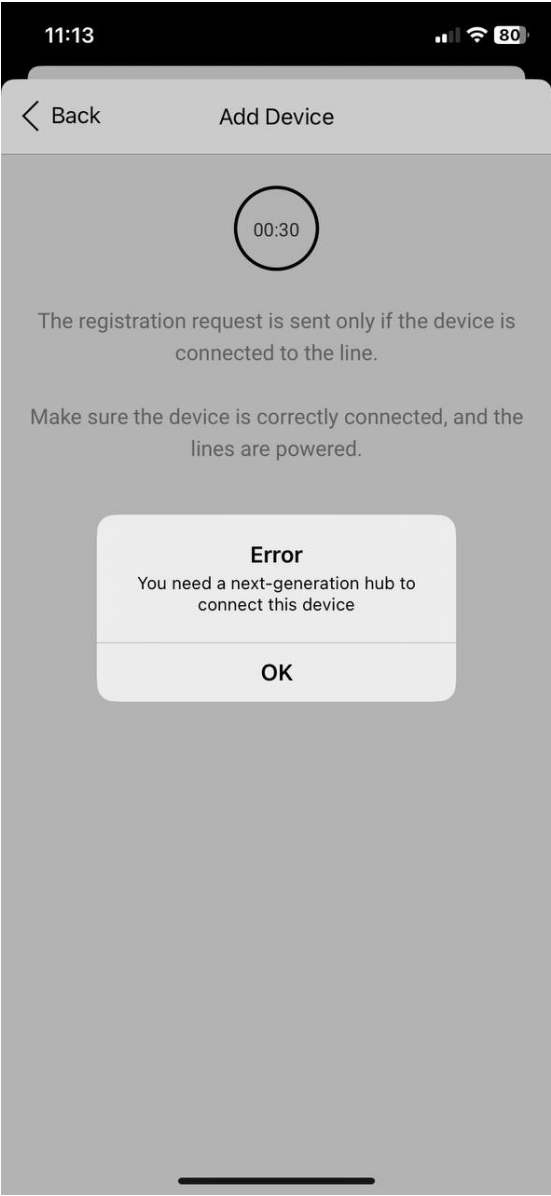 11:13
80
Back
Add Device
00:30
The registration request is sent only if the device is
connected to the line.
Make sure the device is correctly connected, and the
lines are powered.
Error
You need a next-generation hub to
connect this device
OK